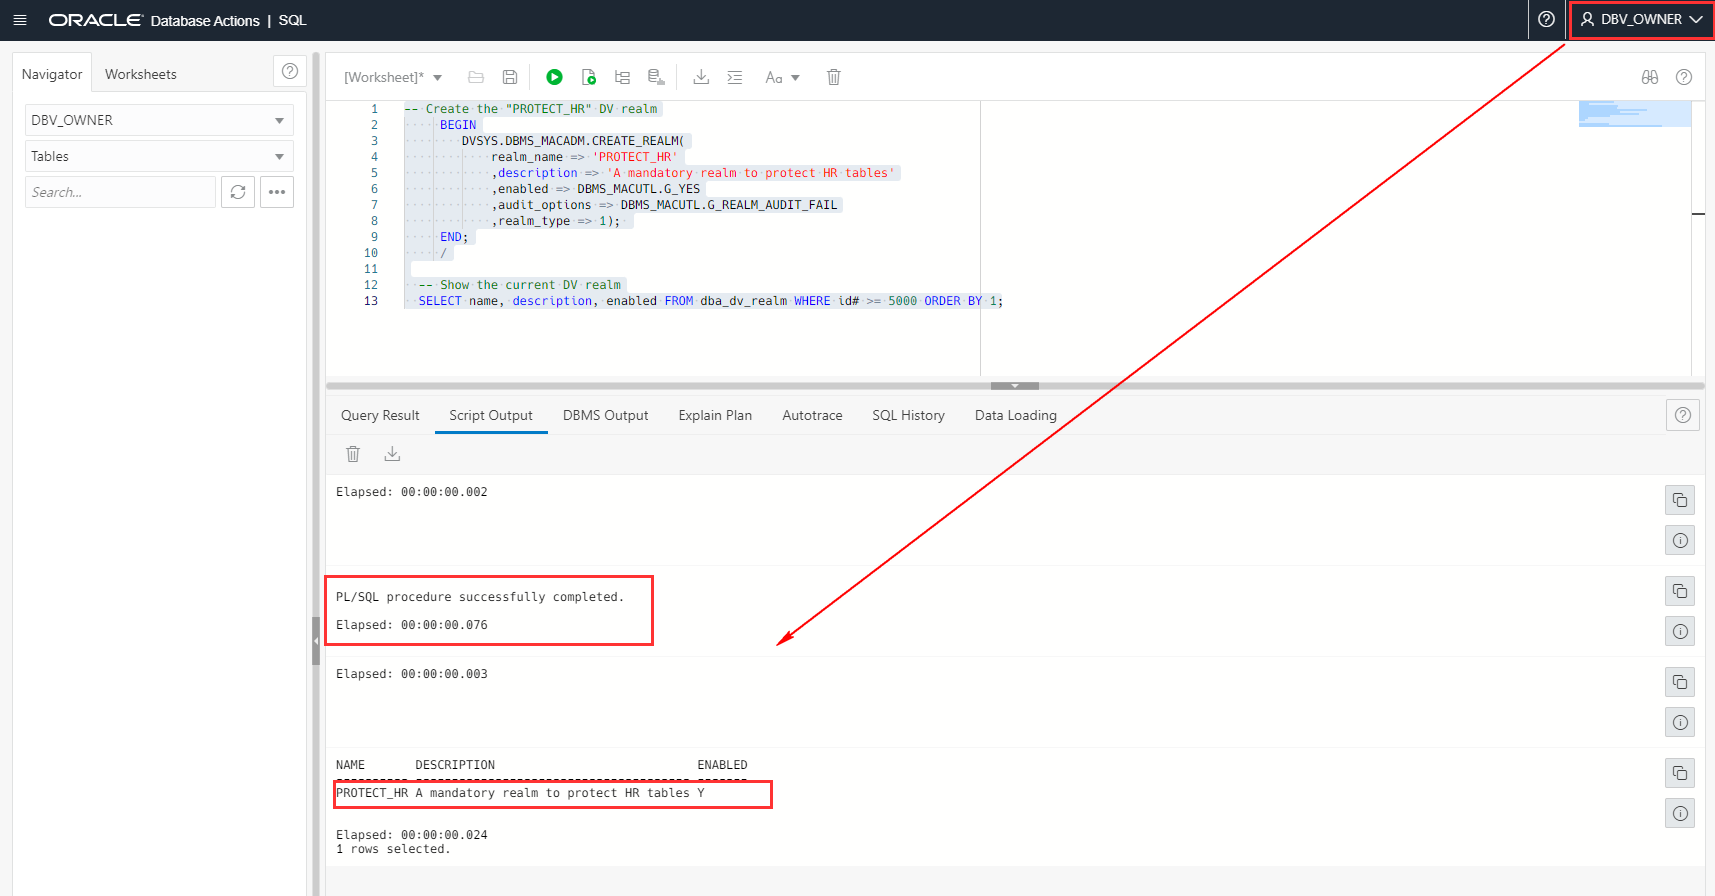 ORACLE Database Actions | SQL
DBV_OWNER
Navigator
Worksheets
DBV_OWNER
Tables
Search...
[Worksheet]*
Aa
1 -- Create the "PROTECT_HR" DV realm
2 BEGIN
3 DVSYS.DBMS_MACADM.CREATE_REALM(
4 realm_name => 'PROTECT_HR'
5 ,description => 'A mandatory realm to protect HR tables'
6 ,enabled => DBMS_MACUTL.G_YES
7 ,audit_options => DBMS_MACUTL.G_REALM_AUDIT_FAIL
8 ,realm_type => 1);
9 END;
10 /
11
12 -- Show the current DV realm
13 SELECT name, description, enabled FROM dba_dv_realm WHERE id# >= 5000 ORDER BY 1;
Query Result Script Output DBMS Output Explain Plan Autotrace SQL History Data Loading
Elapsed: 00:00:00.002
PL/SQL procedure successfully completed.
Elapsed: 00:00:00.076
Elapsed: 00:00:00.003
NAME DESCRIPTION ENABLED
---------- -------------------------------------- -------
PROTECT_HR A mandatory realm to protect HR tables Y
Elapsed: 00:00:00.024
1 rows selected.